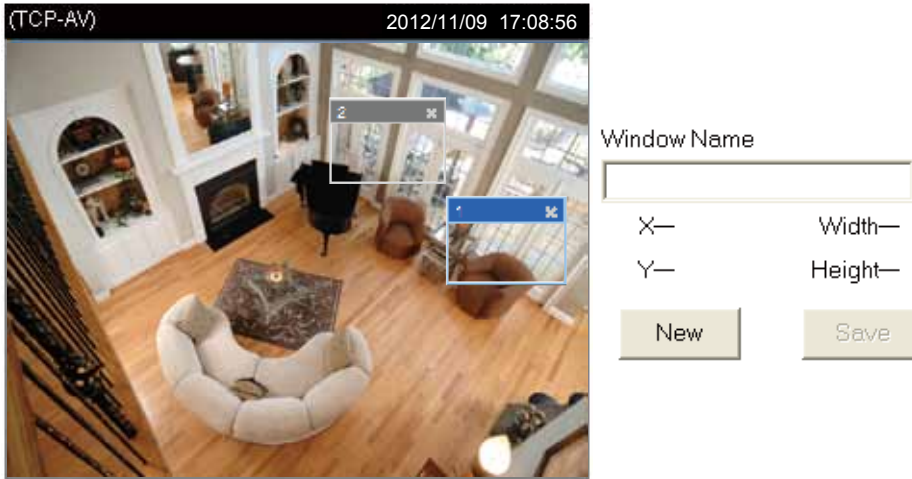 (TCP-AV) 2012/11/09 17:08:56
2
1
Window Name
X— Width—
Y— Height—
New Save